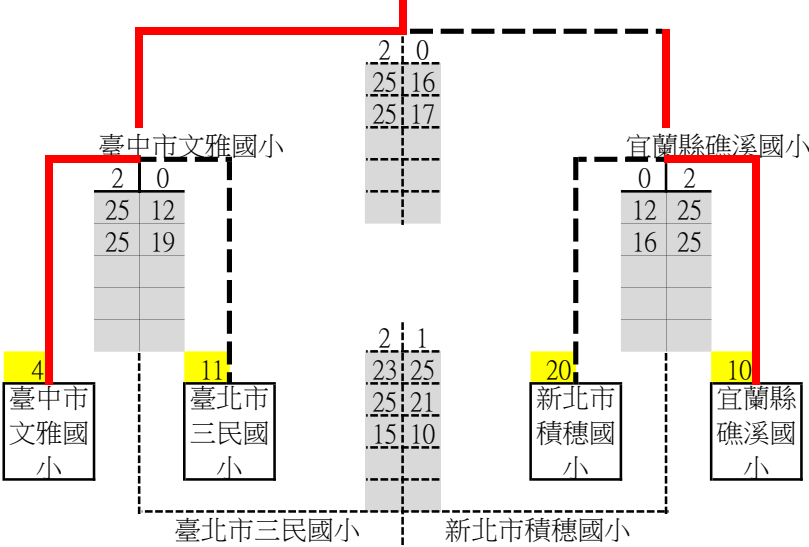 2 0
25 16
25 17
臺中市文雅國小
宜蘭縣礁溪國小
2 0
25 12
25 19
0 2
12 25
16 25
2 1
23 25
25 21
15 10
4
11
20
10
臺中市
文雅國
小
臺北市
三民國
小
新北市
積穗國
小
宜蘭縣
礁溪國
小
臺北市三民國小
新北市積穗國小